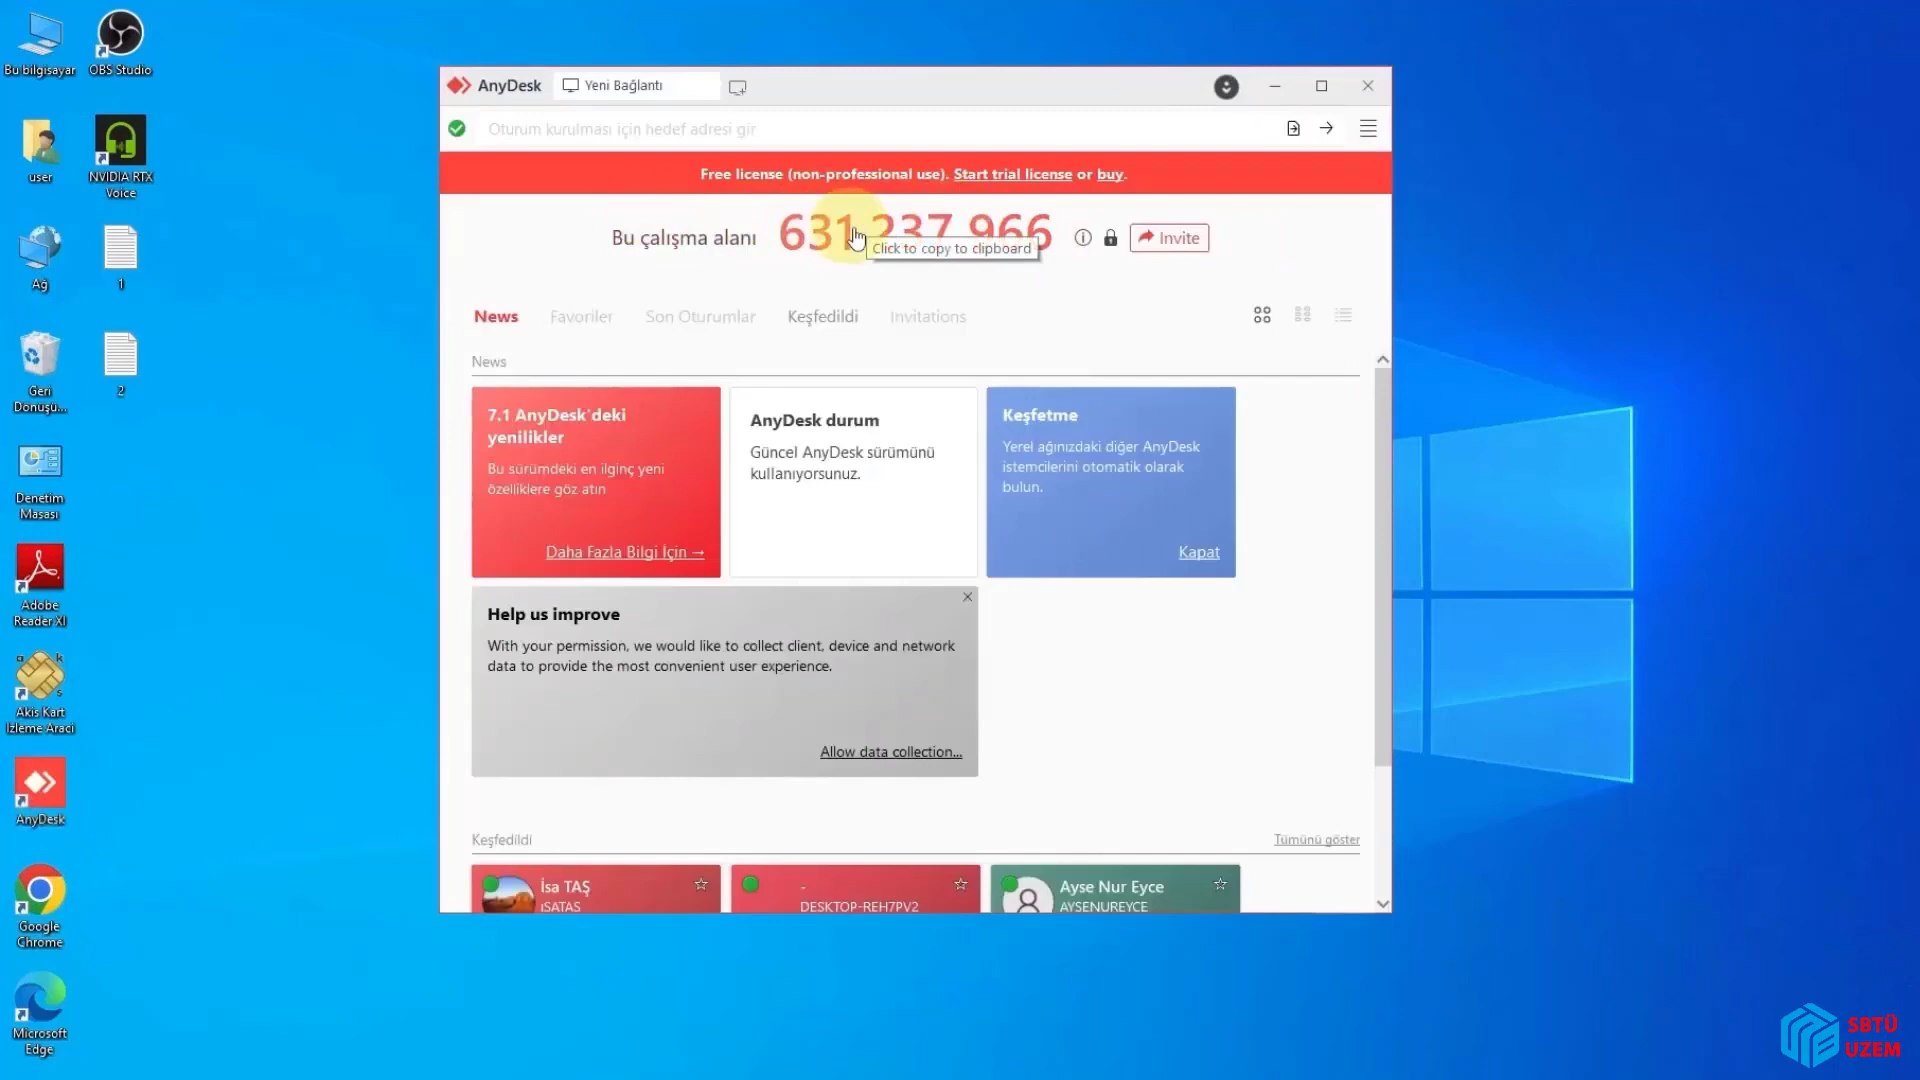 Bu bilgisayar
OBS Studio
user
NVIDIA RTX
Voice
Ağ
1
Geri
Dönüşü...
2
Denetim
Masası
Adobe
Reader XI
a k
s
Akis Kart
Izleme Araci
AnyDesk
Google
Chrome
Microsoft
Edge
AnyDesk
Yeni Bağlantı
Oturum kurulması için hedef adresi gir
Free license (non-professional use). Start trial license or buy.
Bu çalışma alanı
631 237 966
Click to copy to clipboard
Invite
News
Favoriler
Son Oturumlar
Keşfedildi
Invitations
News
7.1 AnyDesk'deki
yenilikler
Bu sürümdeki en ilginç yeni
özelliklere göz atın
Daha Fazla Bilgi İçin →
AnyDesk durum
Güncel AnyDesk sürümünü
kullanıyorsunuz.
Keşfetme
Yerel ağınızdaki diğer AnyDesk
istemcilerini otomatik olarak
bulun.
Kapat
Help us improve
With your permission, we would like to collect client, device and network
data to provide the most convenient user experience.
Allow data collection...
Keşfedildi
Tümünü göster
İsa TAŞ
ISATAS
-
DESKTOP-REH7PV2
Ayse Nur Eyce
AYSENUREYCE
SBTÜ
UZEM